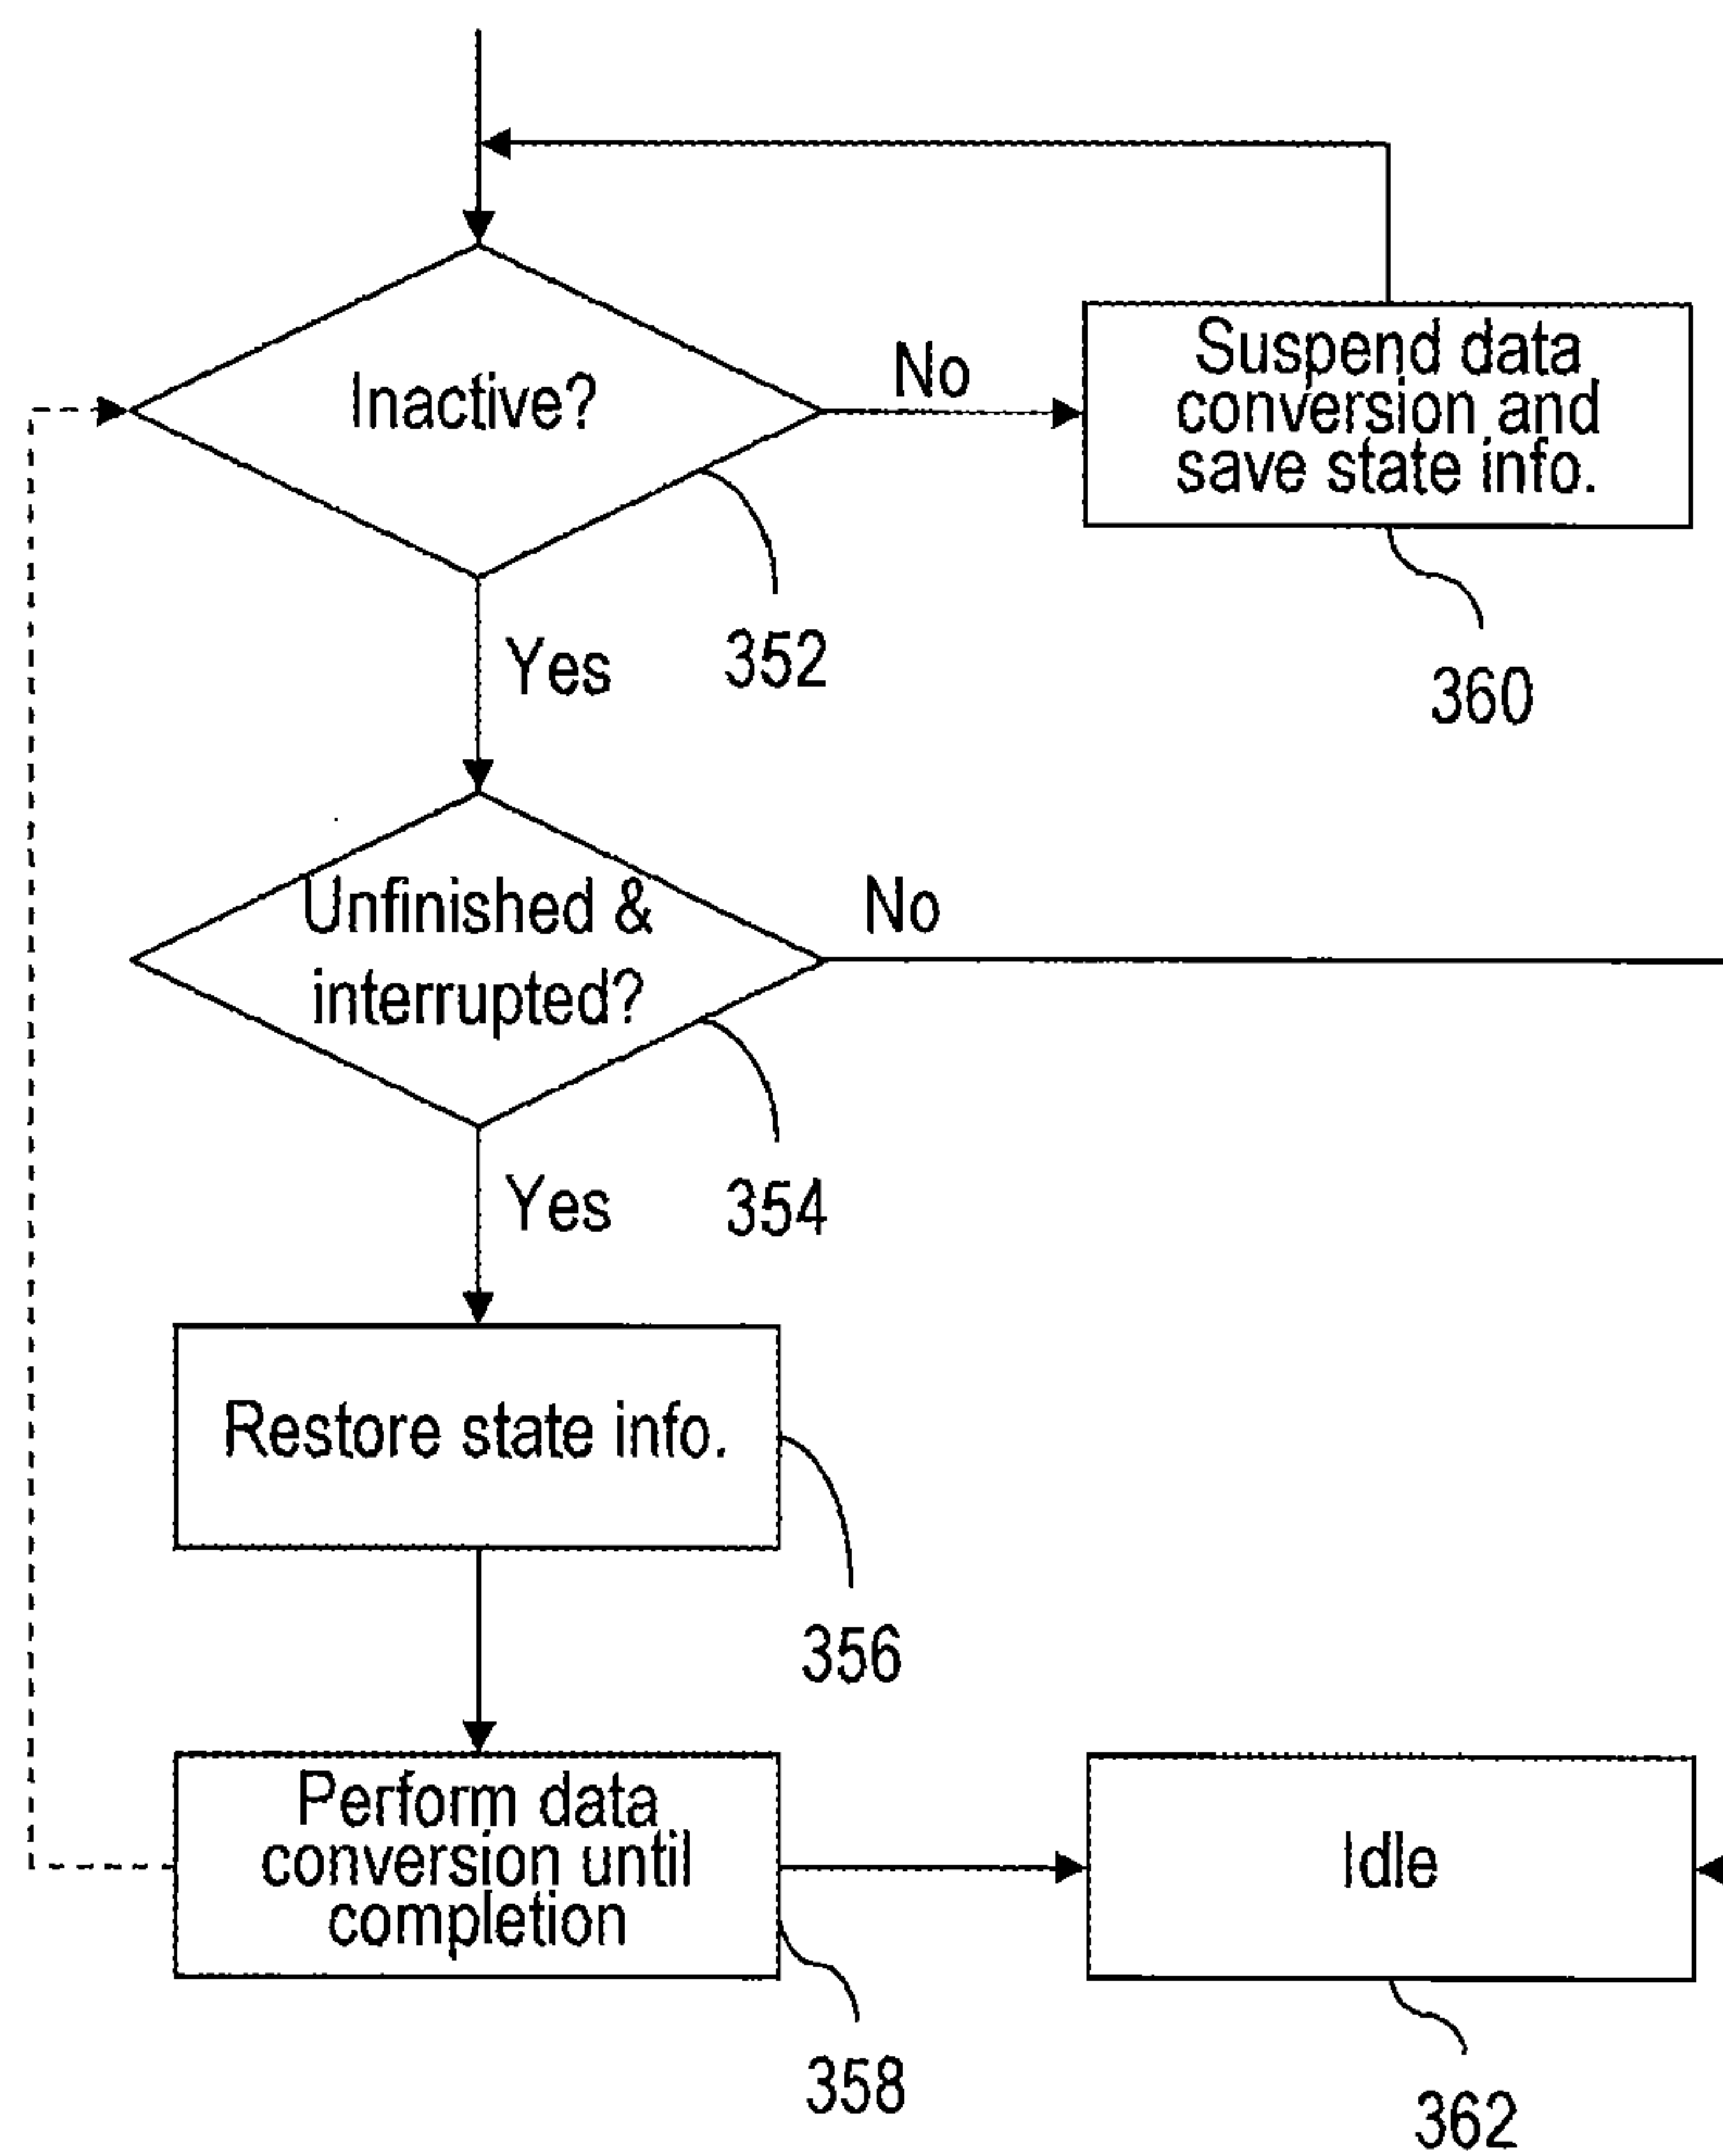 Inactive?
No
Suspend data
conversion and
save state info.
352
360
Yes
Unfinished &
interrupted?
No
354
Yes
Restore state info.
356
Perform data
conversion until
completion
Idle
358
362